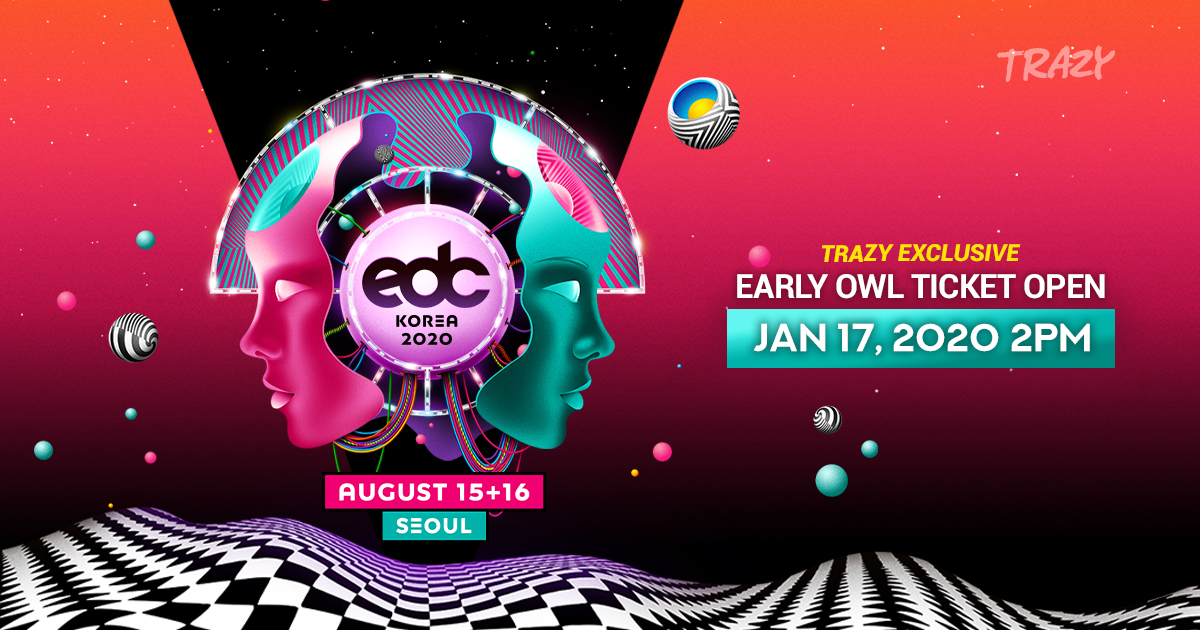 TRAZY
edc
KOREA
2020
AUGUST 15+16
SEOUL
TRAZY EXCLUSIVE
EARLY OWL TICKET OPEN
JAN 17, 2020 2PM